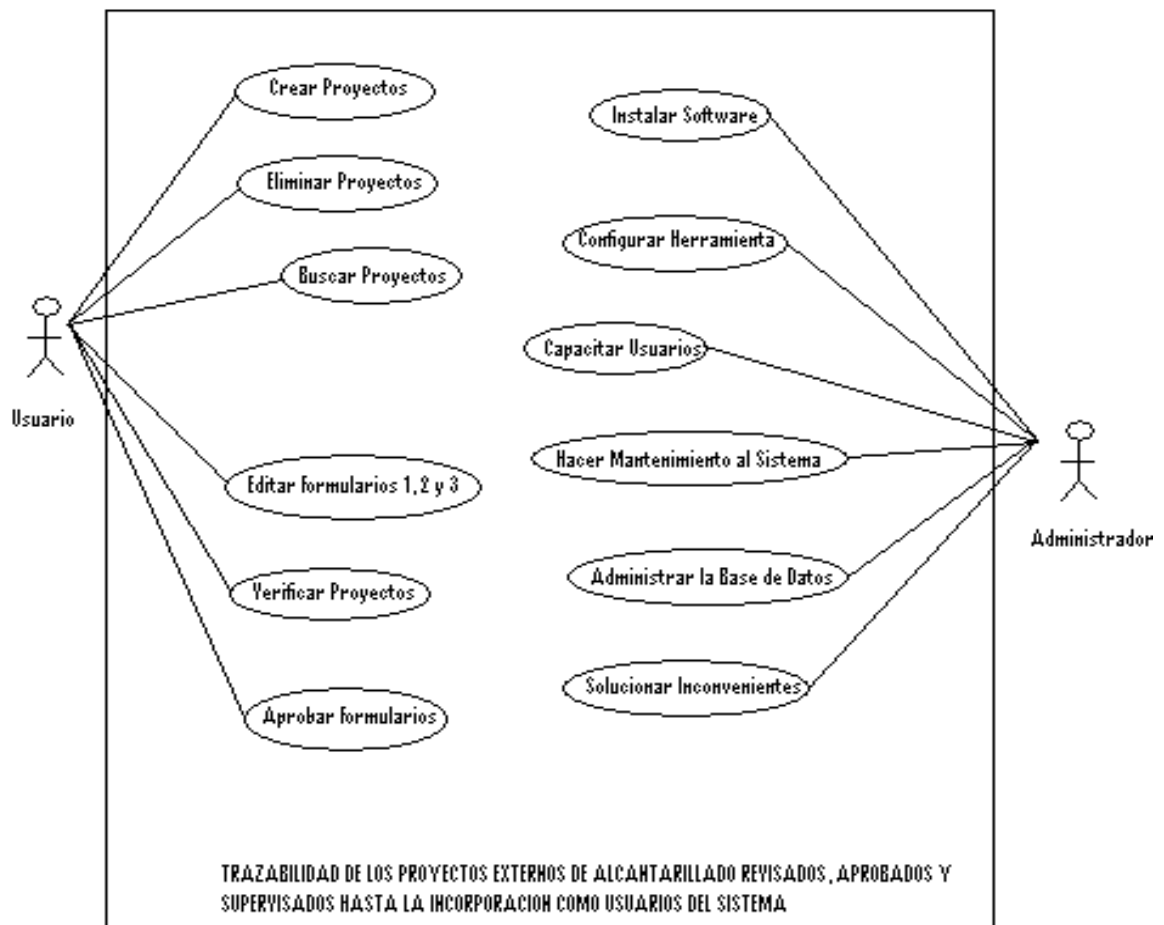 Crear Proyectos
Instalar Software
Eliminar Proyectos
Configurar Herramienta
Buscar Proyectos
Capacitar Usuarios
Usuario
Hacer Mantenimiento al Sistema
Editar Formularios 1, 2 y 3
Administrador
Administrar la Base de Datos
Verificar Proyectos
Solucionar Inconvenientes
Aprobar Formularios
TRAZABILIDAD DE LOS PROYECTOS EXTERNOS DE ALCANTARILLADO REVISADOS, APROBADOS Y
SUPERVISADOS HASTA LA INCORPORACION COMO USUARIOS DEL SISTEMA